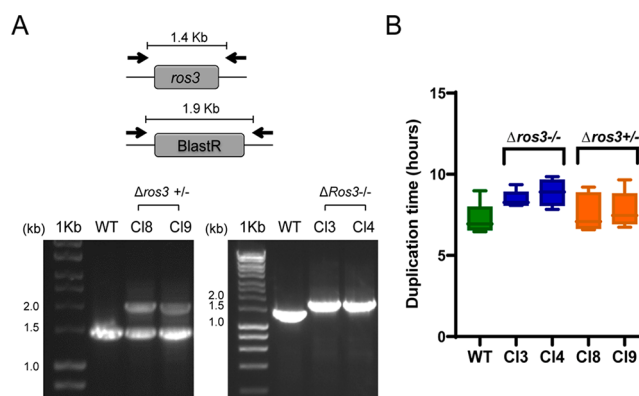 A
1.4 Kb
ros3
1.9 Kb
BlastR
Δros3 +/-
(kb) 1Kb WT Cl8 Cl9
2.0
1.5
1.0
ΔRos3-/-
(kb) 1Kb WT Cl3 Cl4
2.0
1.5
1.0
B
Duplication time (hours)
15
10
5
0
Δros3-/-
Δros3+/-
WT Cl3 Cl4 Cl8 Cl9